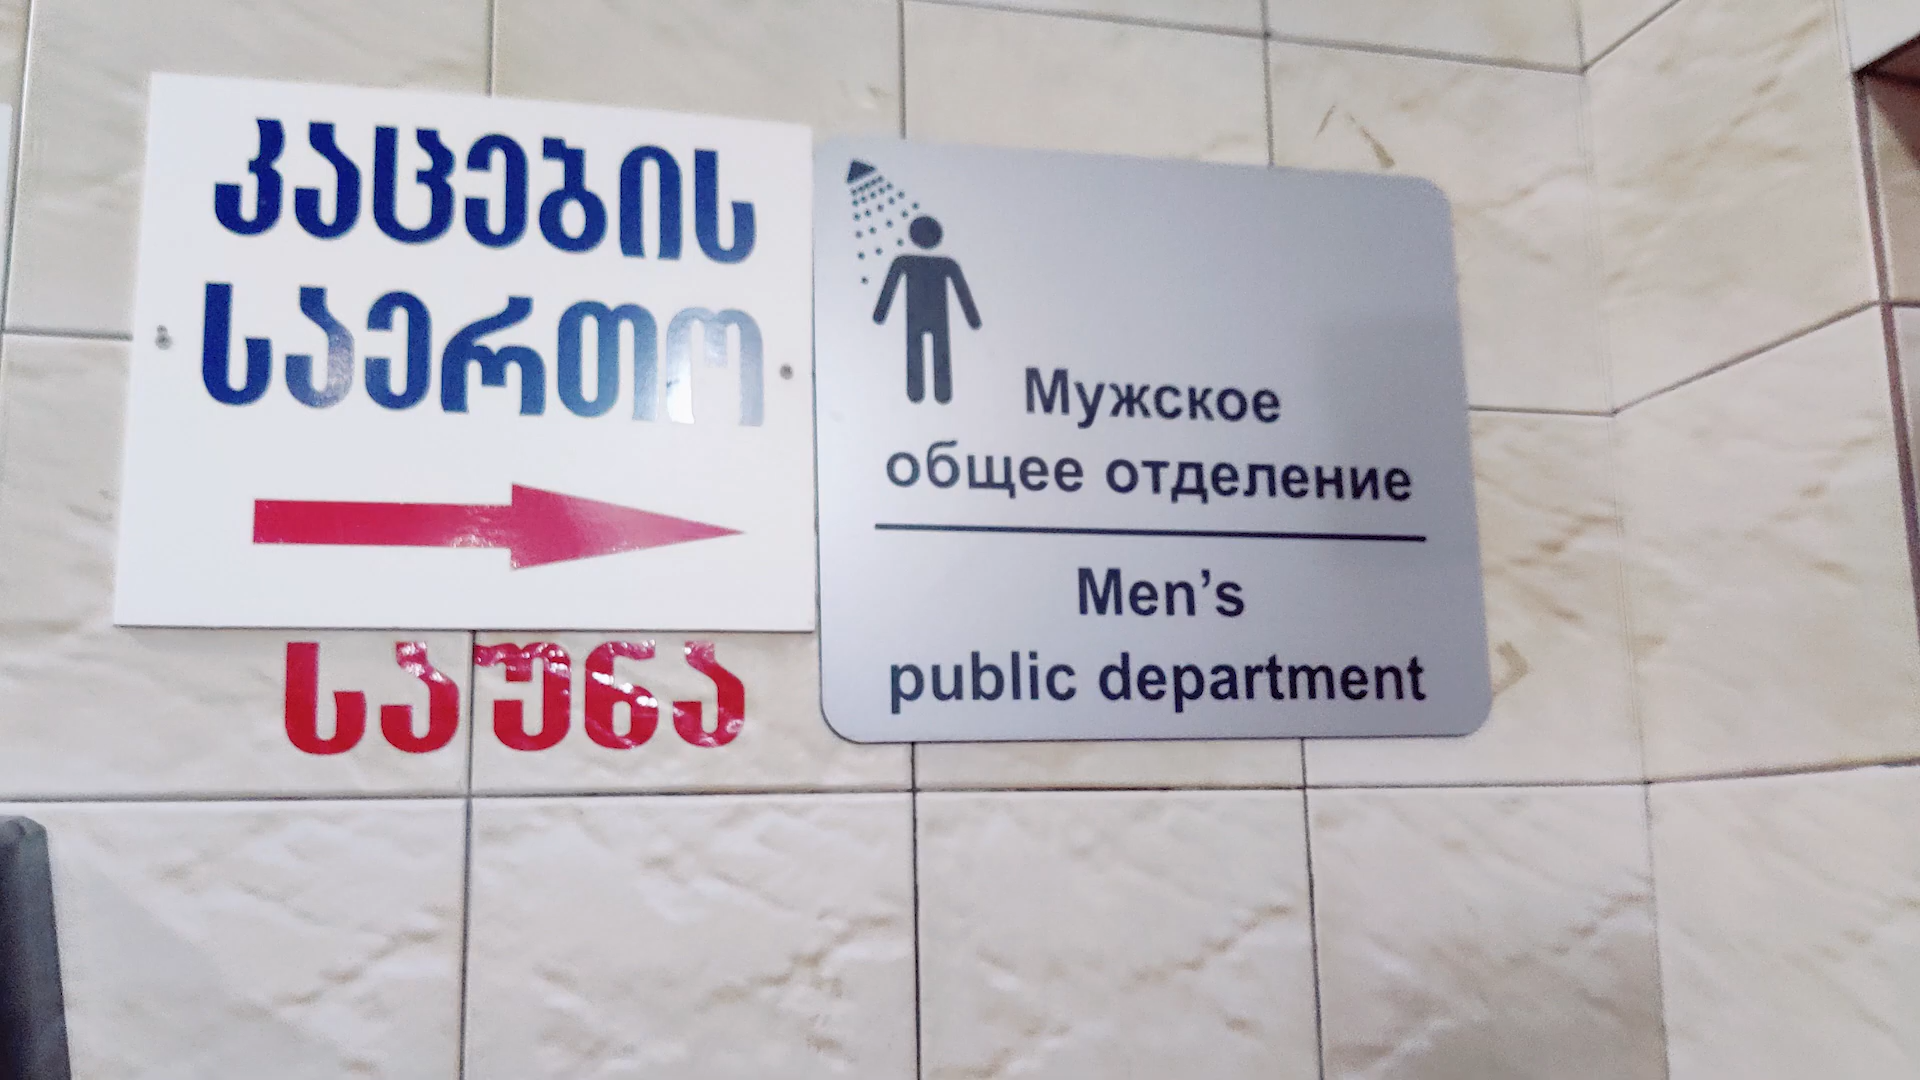 კაცების
საერთო
საუნა
Мужское
общее отделение
Men's
public department